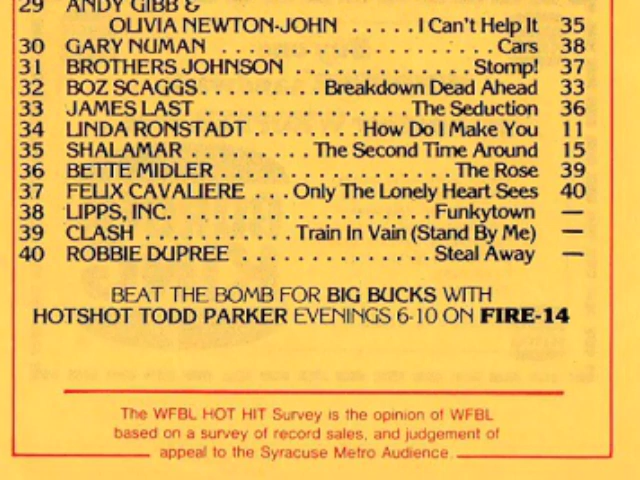 29 ANDY GIBB &
OLIVIA NEWTON-JOHN ..... I Can't Help It 35
30 GARY NUMAN .................... Cars 38
31 BROTHERS JOHNSON ............. Stomp! 37
32 BOZ SCAGGS ......... Breakdown Dead Ahead 33
33 JAMES LAST ............... The Seduction 36
34 LINDA RONSTADT ........ How Do I Make You 11
35 SHALAMAR .......... The Second Time Around 15
36 BETTE MIDLER ................. The Rose 39
37 FELIX CAVALIERE ... Only The Lonely Heart Sees 40
38 LIPPS, INC. ................. Funkytown —
39 CLASH ........... Train In Vain (Stand By Me) —
40 ROBBIE DUPREE .............. Steal Away —
BEAT THE BOMB FOR BIG BUCKS WITH
HOTSHOT TODD PARKER EVENINGS 6-10 ON FIRE-14
The WFBL HOT HIT Survey is the opinion of WFBL
based on a survey of record sales, and judgement of
appeal to the Syracuse Metro Audience.